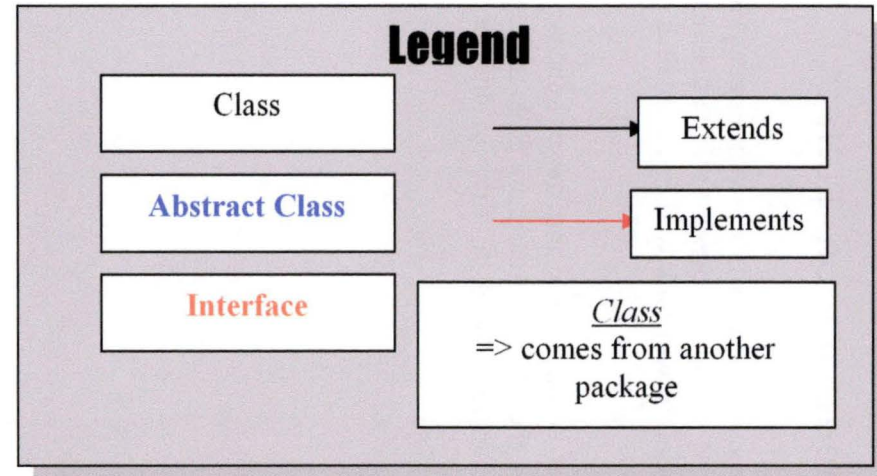 Legend
Class
Extends
Abstract Class
Implements
Interface
Class
=> comes from another
package